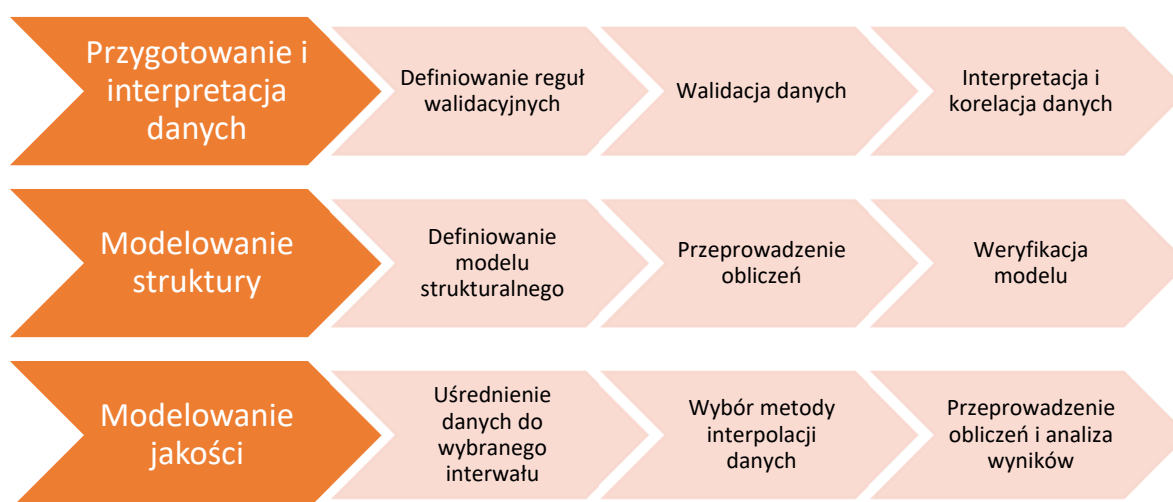 Przygotowanie i
interpretacja
danych
Definiowanie reguł
walidacyjnych
Walidacja danych
Interpretacja i
korelacja danych
Modelowanie
struktury
Definiowanie
modelu
strukturalnego
Przeprowadzenie
obliczeń
Weryfikacja
modelu
Modelowanie
jakości
Uśrednienie
danych do
wybranego
interwału
Wybór metody
interpolacji
danych
Przeprowadzenie
obliczeń i analiza
wyników